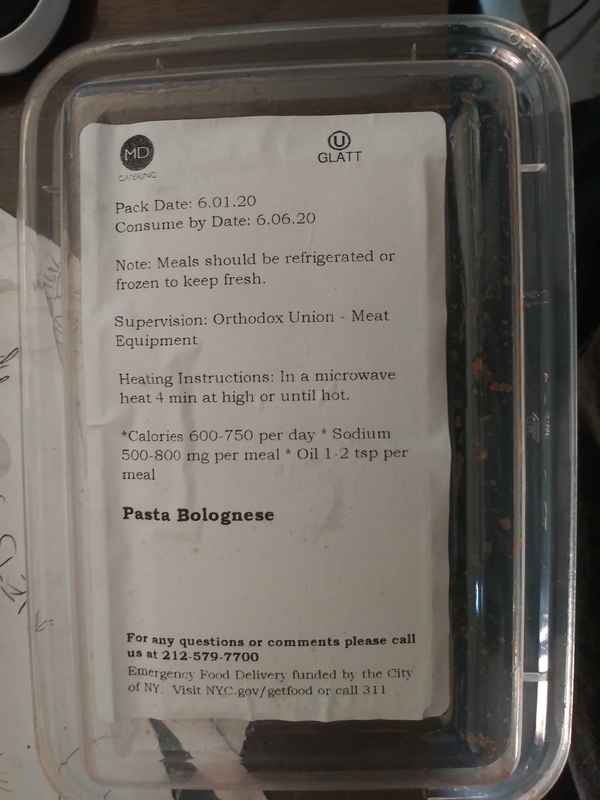 MD
CATERING
U
GLATT
Pack Date: 6.01.20
Consume by Date: 6.06.20
Note: Meals should be refrigerated or
frozen to keep fresh.
Supervision: Orthodox Union - Meat
Equipment
Heating Instructions: In a microwave
heat 4 min at high or until hot.
*Calories 600-750 per day * Sodium
500-800 mg per meal * Oil 1-2 tsp per
meal
Pasta Bolognese
For any questions or comments please call
us at 212-579-7700
Emergency Food Delivery funded by the City
of NY. Visit NYC.gov/getfood or call 311
OPEN